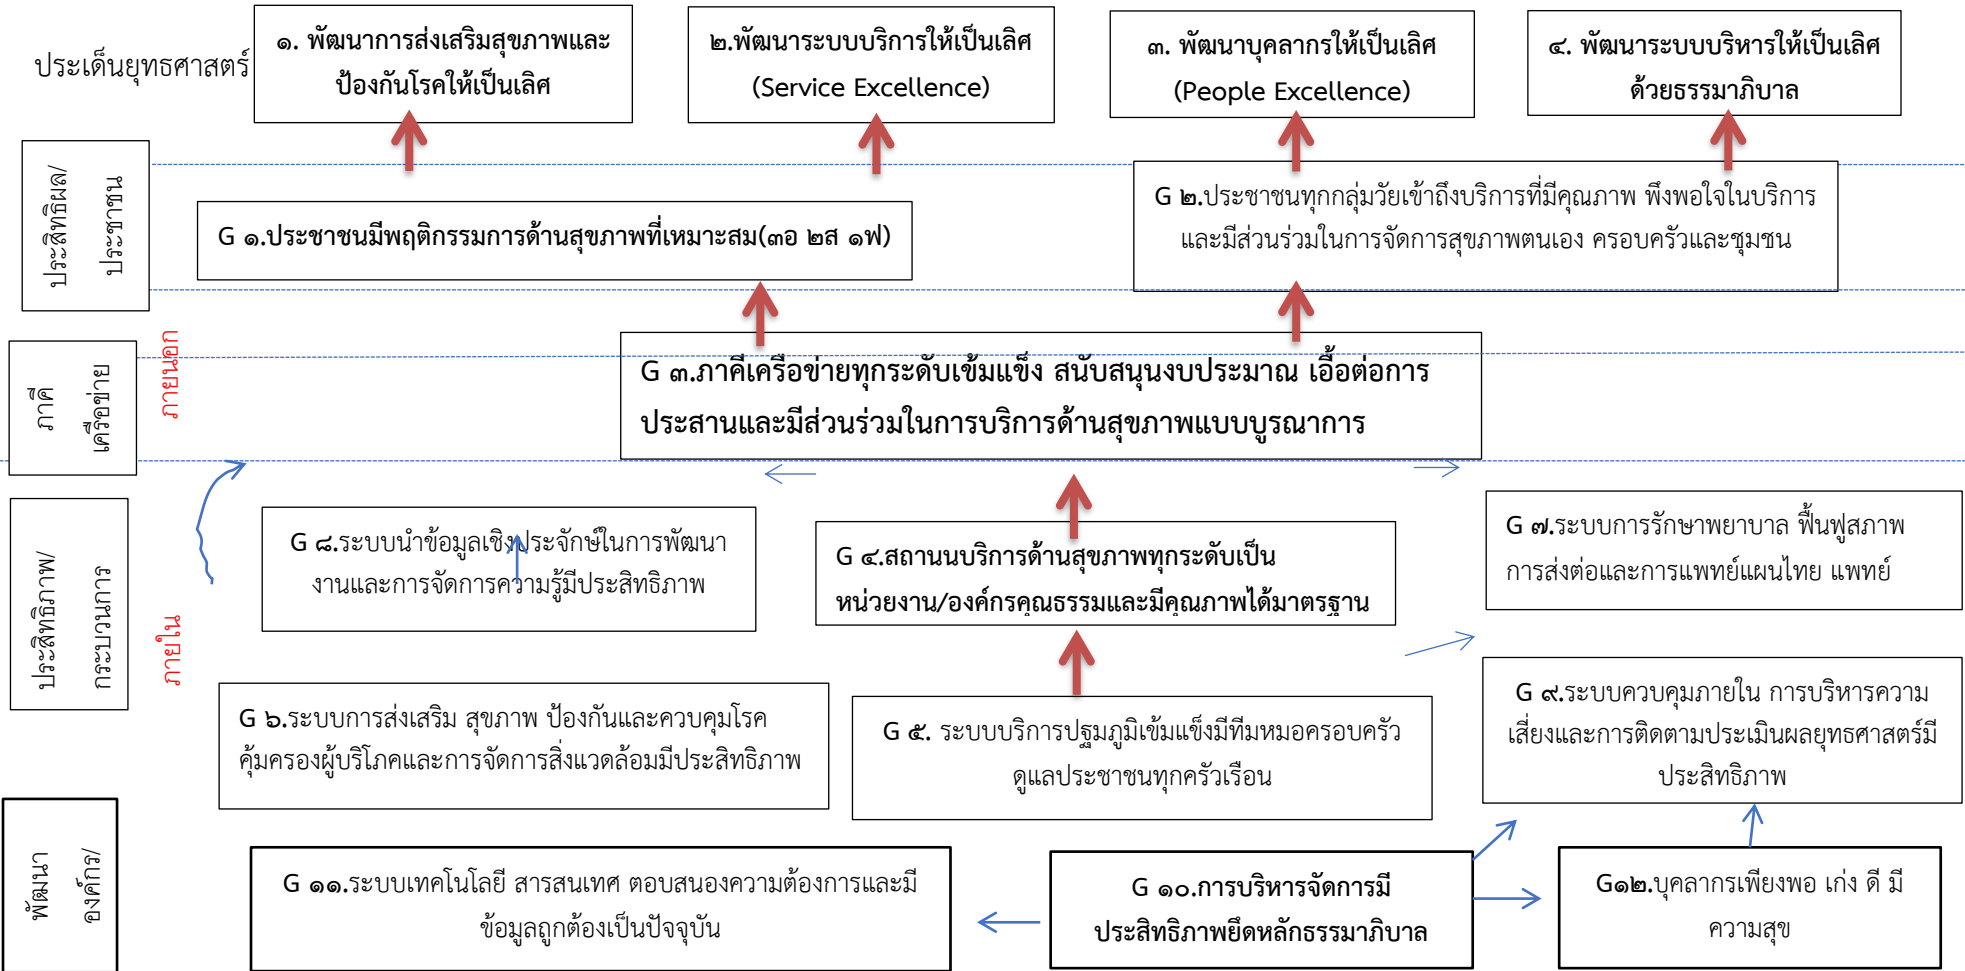 ประเด็นยุทธศาสตร์
๑. พัฒนาการส่งเสริมสุขภาพและ
ป้องกันโรคให้เป็นเลิศ
๒.พัฒนาระบบบริการให้เป็นเลิศ
(Service Excellence)
๓. พัฒนาบุคลากรให้เป็นเลิศ
(People Excellence)
๔. พัฒนาระบบบริหารให้เป็นเลิศ
ด้วยธรรมาภิบาล
ประสิทธิผล/
ประชาชน
G ๑.ประชาชนมีพฤติกรรมการด้านสุขภาพที่เหมาะสม(๓อ ๒ส ๑ฟ)
G ๒.ประชาชนทุกกลุ่มวัยเข้าถึงบริการที่มีคุณภาพ พึงพอใจในบริการ
และมีส่วนร่วมในการจัดการสุขภาพตนเอง ครอบครัวและชุมชน
ภาคี
เครือข่าย
ภายนอก
G ๓.ภาคีเครือข่ายทุกระดับเข้มแข็ง สนับสนุนงบประมาณ เอื้อต่อการ
ประสานและมีส่วนร่วมในการบริการด้านสุขภาพแบบบูรณาการ
ประสิทธิภาพ/
กระบวนการ
ภายใน
G ๘.ระบบนำข้อมูลเชิงประจักษ์ในการพัฒนา
งานและการจัดการความรู้มีประสิทธิภาพ
G ๔.สถานนบริการด้านสุขภาพทุกระดับเป็น
หน่วยงาน/องค์กรคุณธรรมและมีคุณภาพได้มาตรฐาน
G ๗.ระบบการรักษาพยาบาล ฟื้นฟูสภาพ
การส่งต่อและการแพทย์แผนไทย แพทย์
G ๖.ระบบการส่งเสริม สุขภาพ ป้องกันและควบคุมโรค
คุ้มครองผู้บริโภคและการจัดการสิ่งแวดล้อมมีประสิทธิภาพ
G ๕. ระบบบริการปฐมภูมิเข้มแข็งมีทีมหมอครอบครัว
ดูแลประชาชนทุกครัวเรือน
G ๙.ระบบควบคุมภายใน การบริหารความ
เสี่ยงและการติดตามประเมินผลยุทธศาสตร์มี
ประสิทธิภาพ
พัฒนา
องค์กร/
G ๑๑.ระบบเทคโนโลยี สารสนเทศ ตอบสนองความต้องการและมี
ข้อมูลถูกต้องเป็นปัจจุบัน
G ๑๐.การบริหารจัดการมี
ประสิทธิภาพยึดหลักธรรมาภิบาล
G๑๒.บุคลากรเพียงพอ เก่ง ดี มี
ความสุข